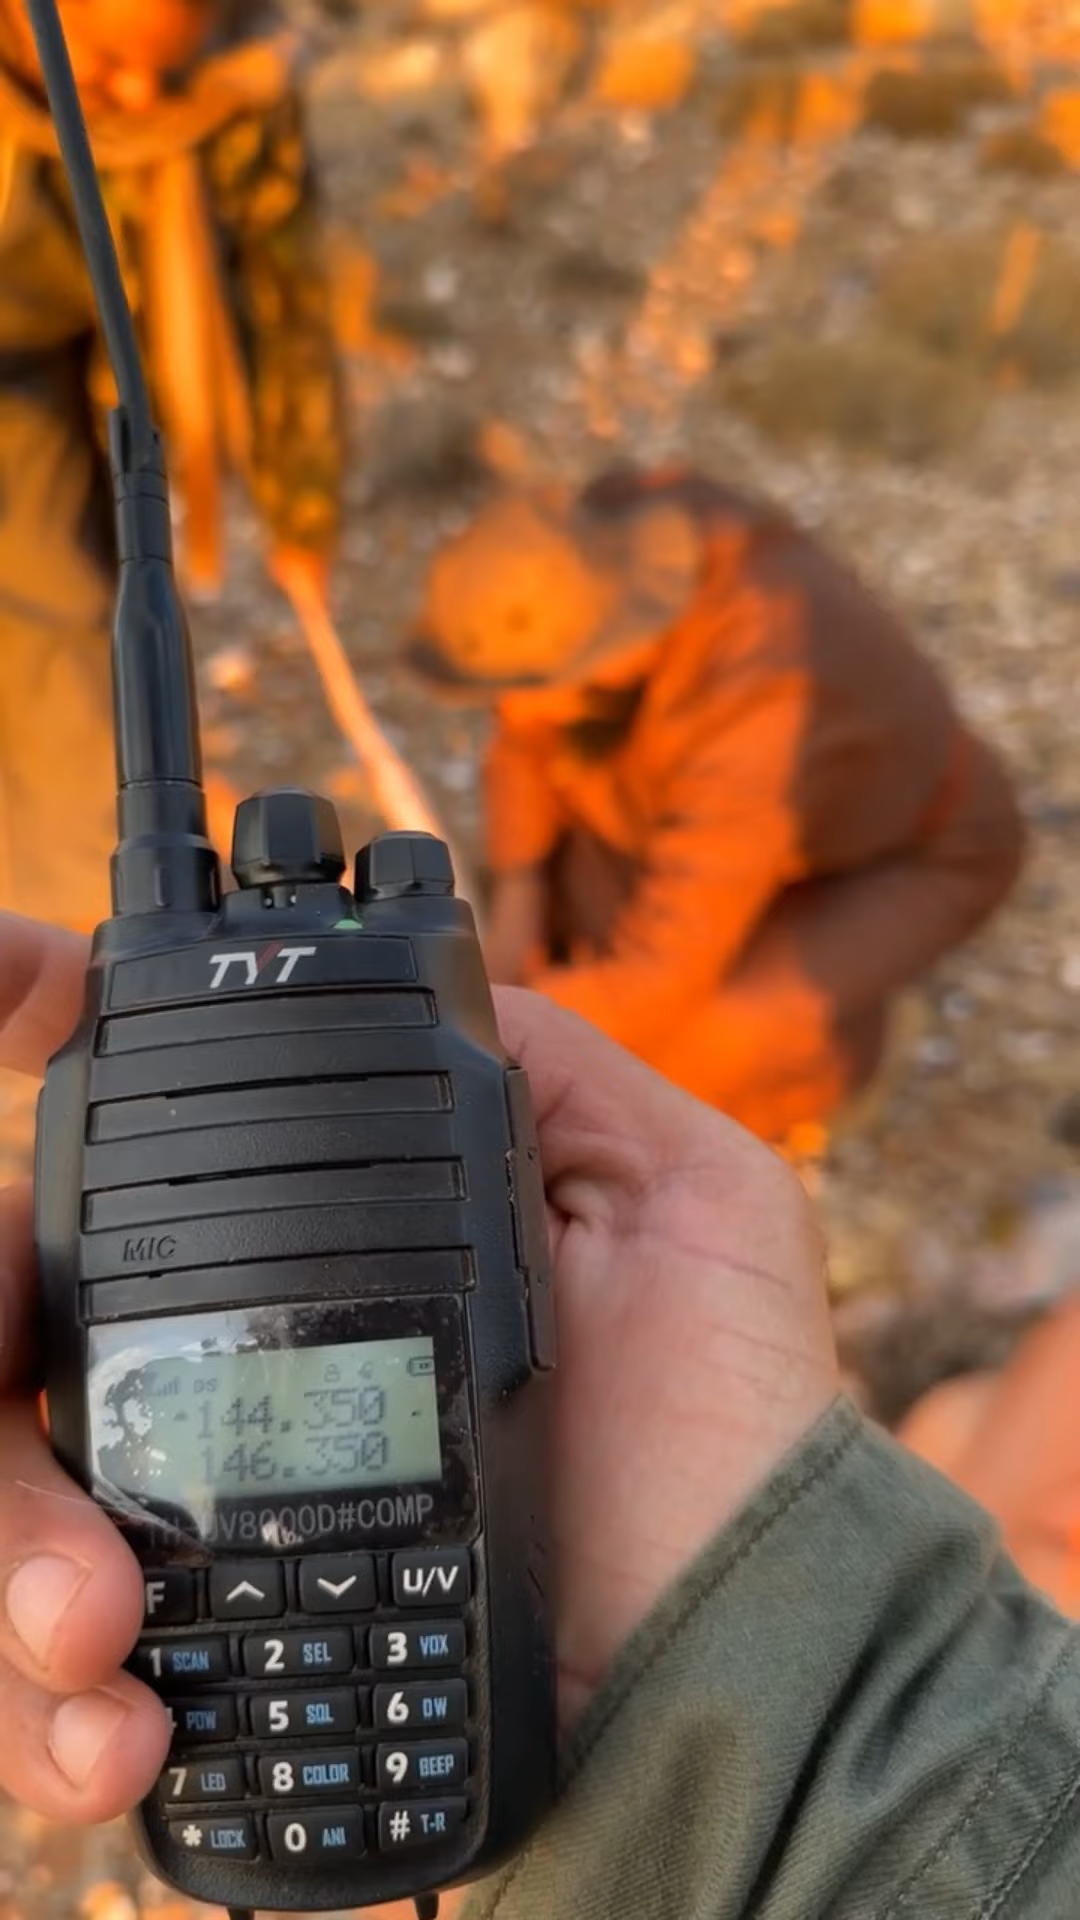 TYT
MIC
DS
144.350
146.350
TH-UV8000D#COMP
F U/V
1 SCAN 2 SEL 3 VOX
POW 5 SQL 6 DW
7 LED 8 COLOR 9 BEEP
* LOCK 0 ANI # T-R